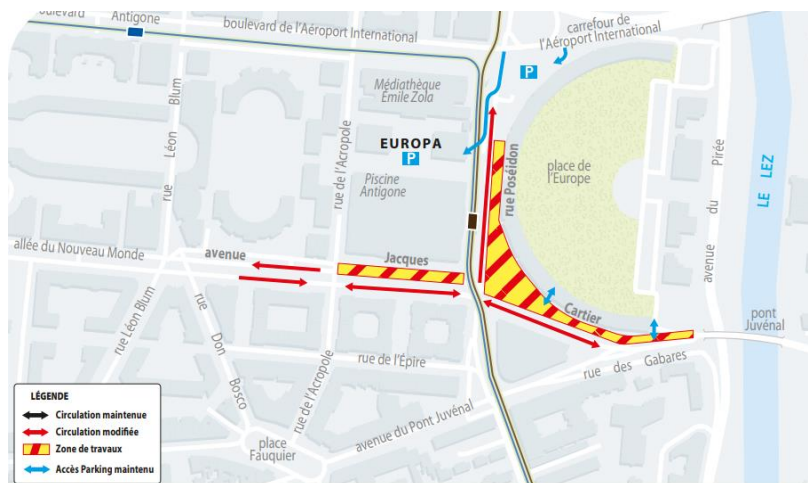 boulevard
Antigone
boulevard de l'Aéroport International
carrefour de
l'Aéroport International
P
Médiathèque
Émile Zola
EUROPA
P
Piscine
Antigone
rue Léon Blum
rue de l'Acropole
rue Poséidon
place de
l'Europe
avenue du Pirée
LE LEZ
allée du Nouveau Monde
avenue Jacques Cartier
pont
Juvénal
rue Léon Blum
rue Don Bosco
rue de l'Acropole
rue de l'Épire
rue des Gabares
avenue du Pont Juvénal
place
Fauquier
LÉGENDE
Circulation maintenue
Circulation modifiée
Zone de travaux
Accès Parking maintenu